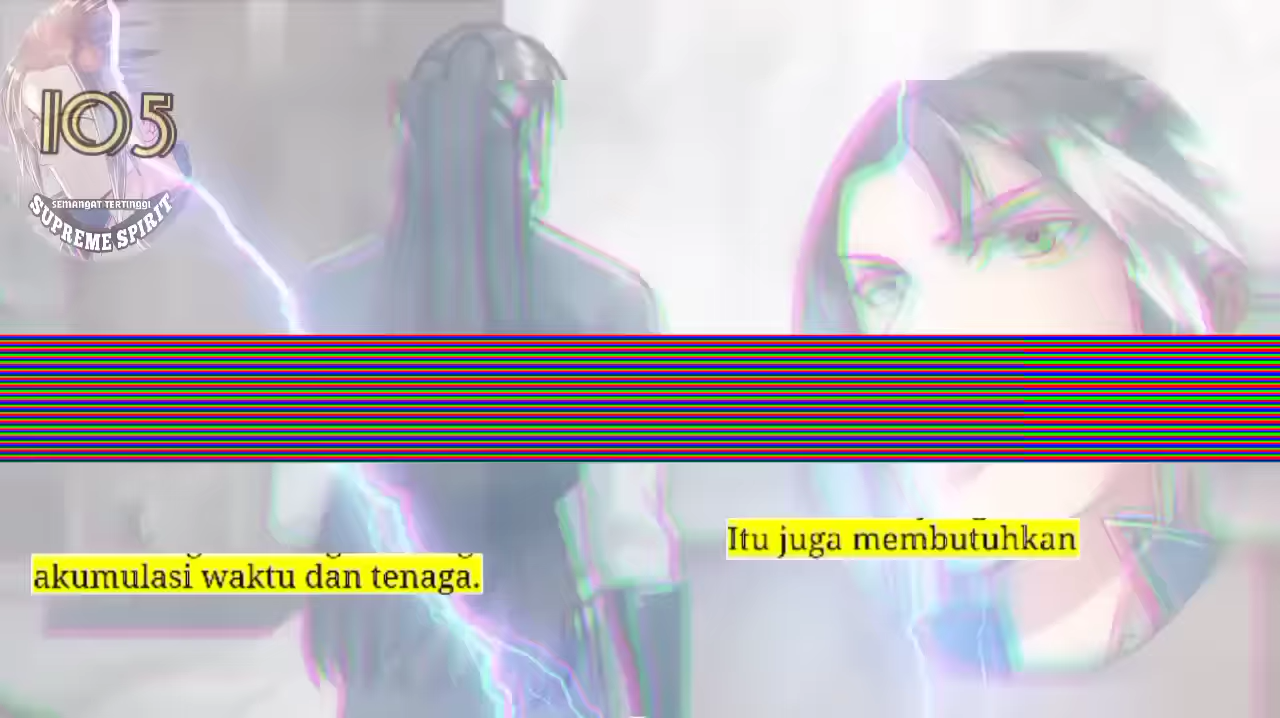 105
SEMANGAT TERTINGGI
SUPREME SPIRIT
Itu juga membutuhkan
akumulasi waktu dan tenaga.